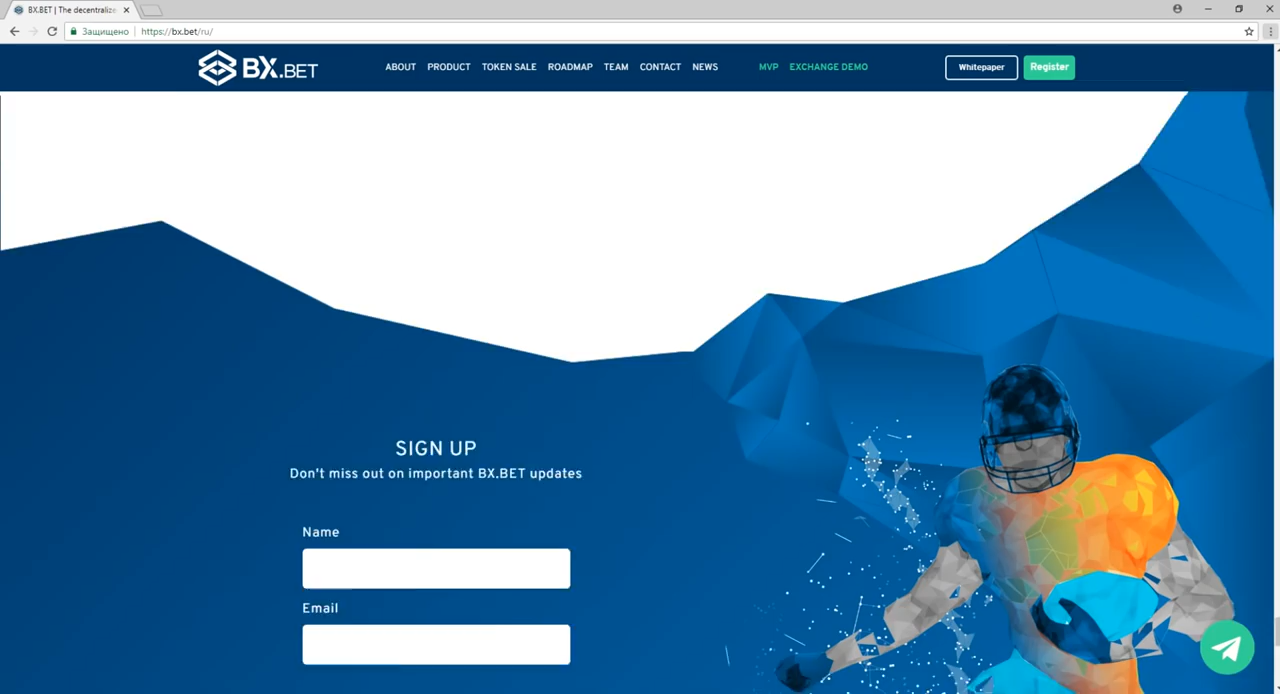 BX.BET | The decentralize
Защищено
https://bx.bet/ru/
BX.BET
ABOUT PRODUCT TOKEN SALE ROADMAP TEAM CONTACT NEWS MVP EXCHANGE DEMO Whitepaper Register
SIGN UP
Don't miss out on important BX.BET updates
Name
Email